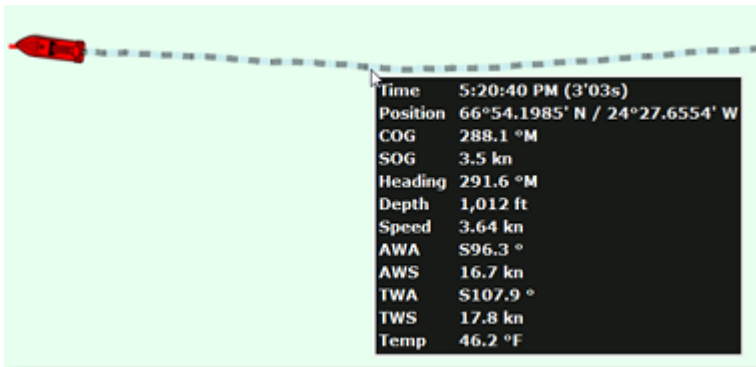 Time 5:20:40 PM (3'03s)
Position 66°54.1985' N / 24°27.6554' W
COG 288.1 °M
SOG 3.5 kn
Heading 291.6 °M
Depth 1,012 ft
Speed 3.64 kn
AWA S96.3 °
AWS 16.7 kn
TWA S107.9 °
TWS 17.8 kn
Temp 46.2 °F